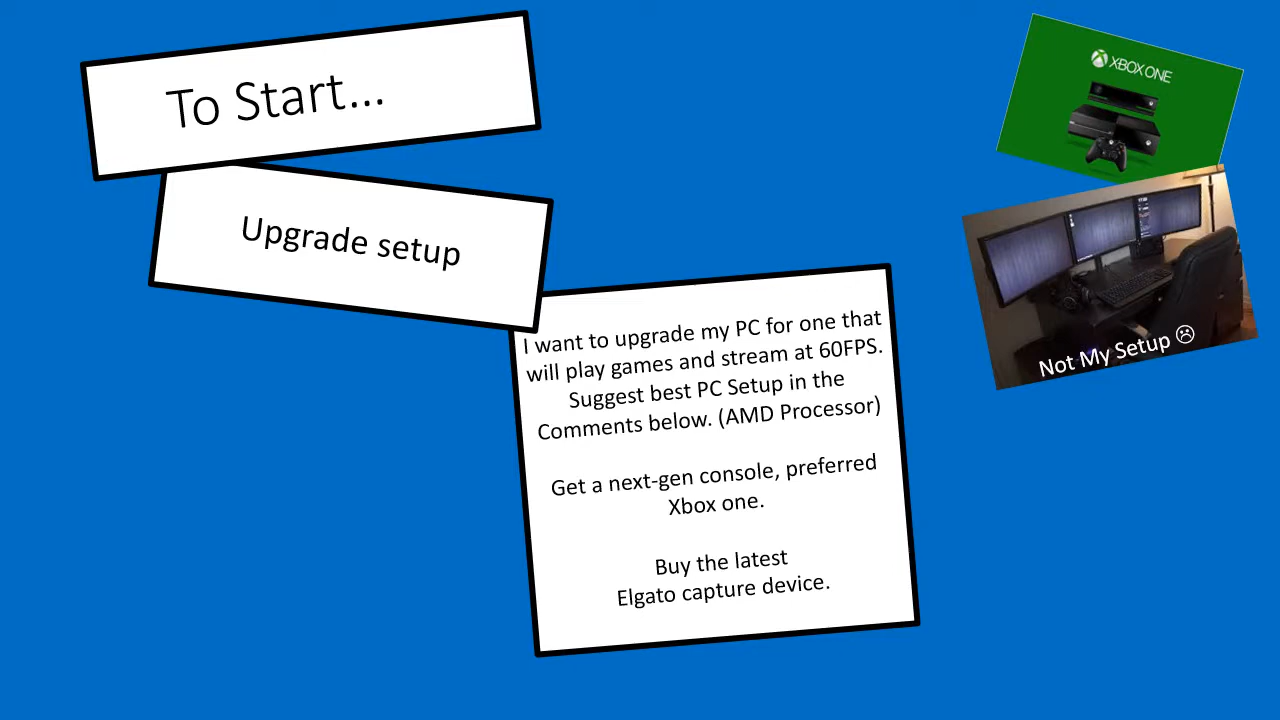 To Start...
Upgrade setup
I want to upgrade my PC for one that
will play games and stream at 60FPS.
Suggest best PC Setup in the
Comments below. (AMD Processor)
Get a next-gen console, preferred
Xbox one.
Buy the latest
Elgato capture device.
XBOX ONE
Not My Setup ☹